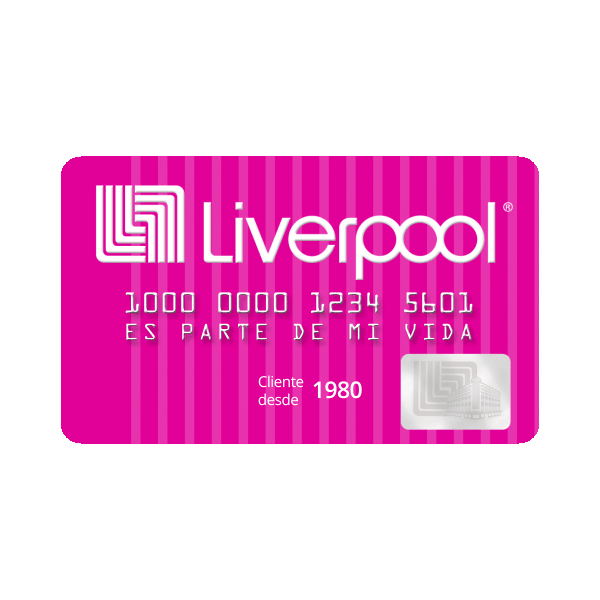 Liverpool®
1000 0000 1234 5601
ES PARTE DE MI VIDA
Cliente desde 1980